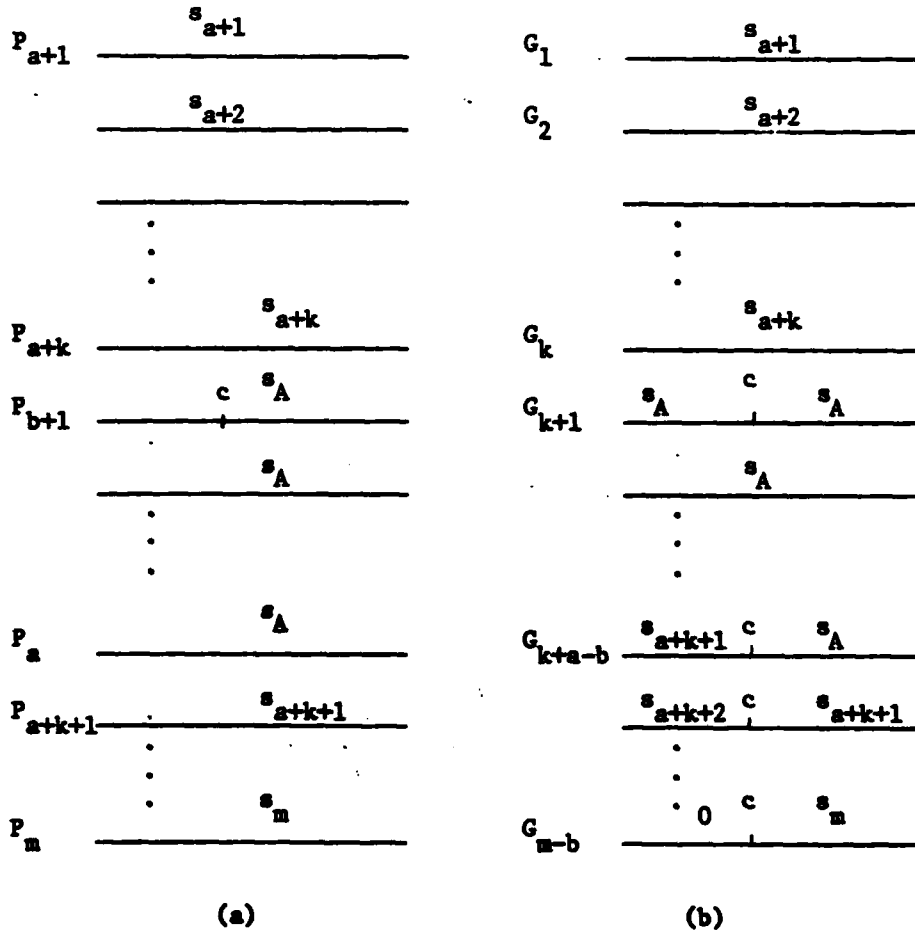 s_{a+1} s_{a+1}
P_{a+1} G_1
s_{a+2} s_{a+2}
G_2
s_{a+k} s_{a+k}
P_{a+k} G_k
c s_A s_A c s_A
P_{b+1} G_{k+1}
s_A s_A
s_A s_{a+k+1} c s_A
P_a G_{k+a-b}
P_{a+k+1} s_{a+k+1} s_{a+k+2} c s_{a+k+1}
s_m 0 c s_m
P_m G_{m-b}
(a) (b)